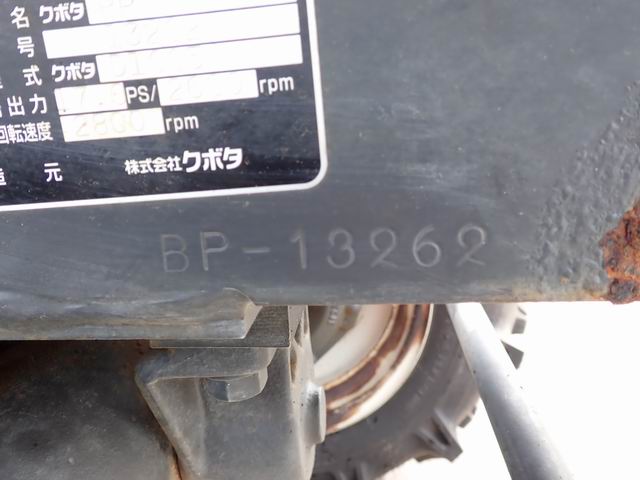 名 クボタ
号
式 クボタ
出力 PS/ rpm
回転速度 2800 rpm
元 株式会社クボタ
BP-13262